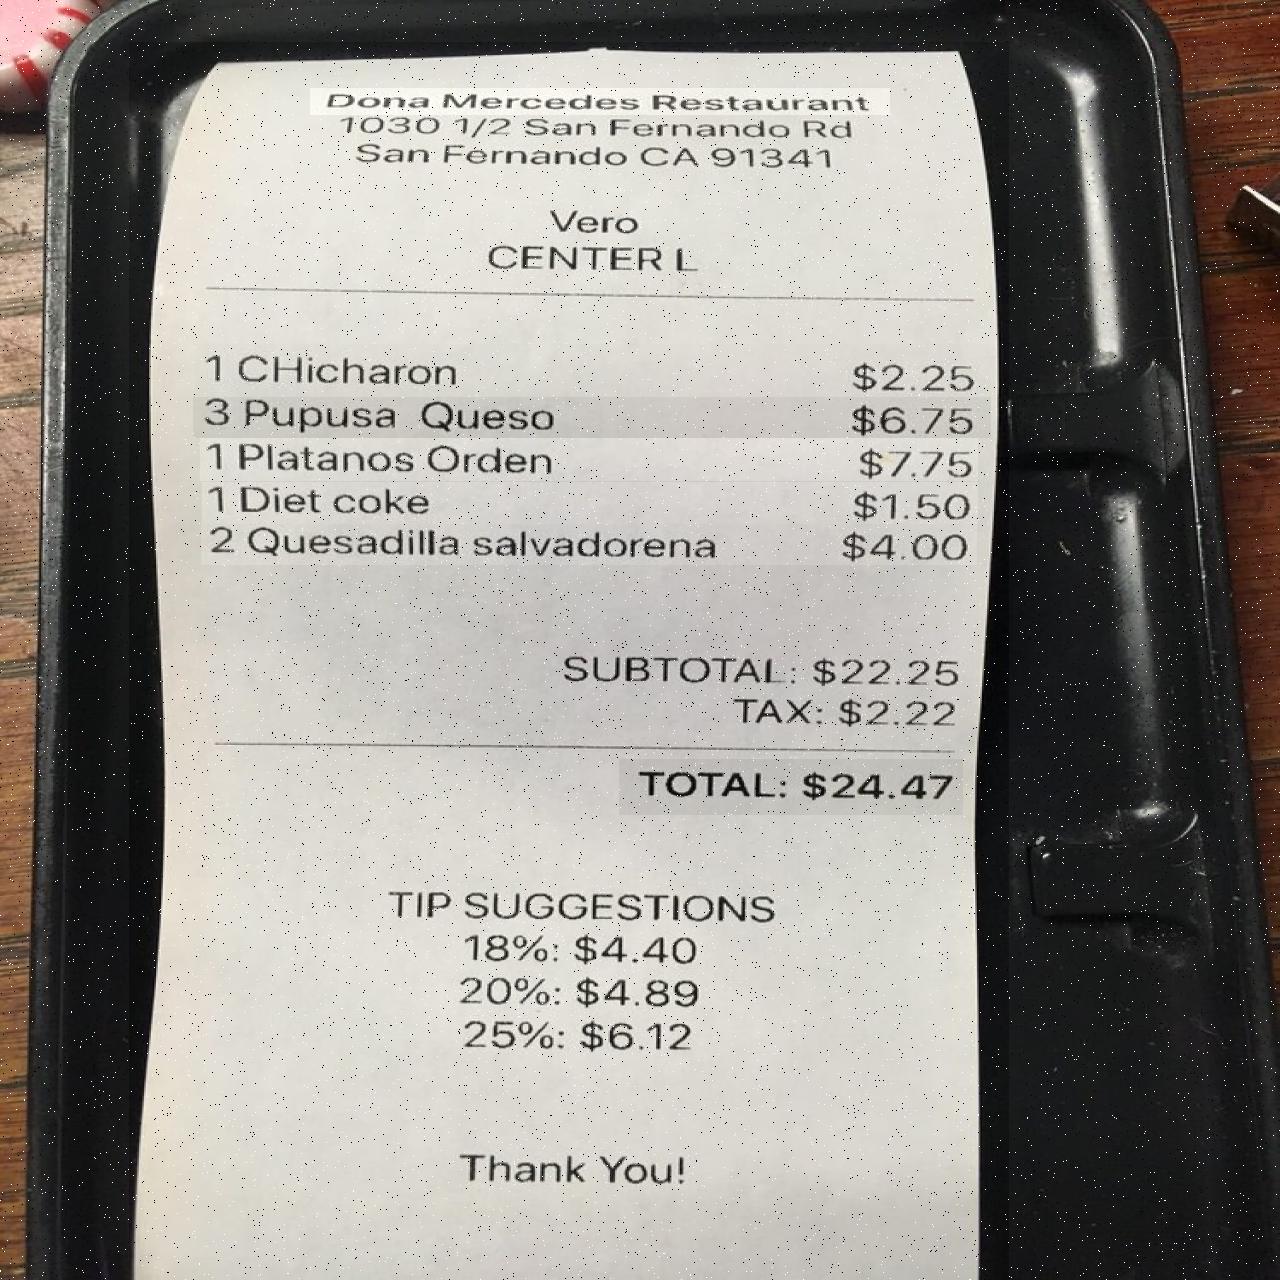 Dona Mercedes Restaurant
1030 1/2 San Fernando Rd
San Fernando CA 91341
Vero
CENTER L
1 CHicharon $2.25
3 Pupusa Queso $6.75
1 Platanos Orden $7.75
1 Diet coke $1.50
2 Quesadilla salvadorena $4.00
SUBTOTAL: $22.25
TAX: $2.22
TOTAL: $24.47
TIP SUGGESTIONS
18%: $4.40
20%: $4.89
25%: $6.12
Thank You!